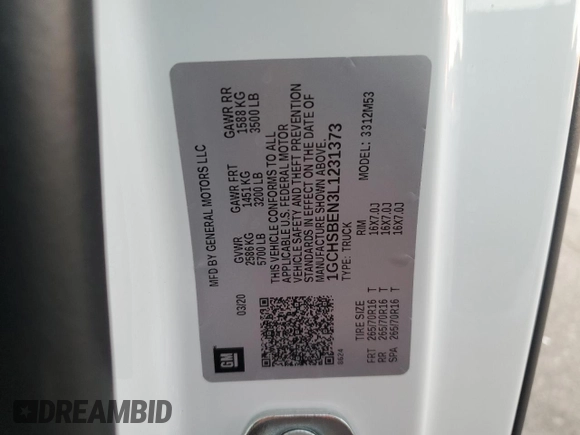 MFD BY GENERAL MOTORS LLC
03/20
GVWR
2586 KG
5700 LB
GAWR FRT
1451 KG
3200 LB
GAWR RR
1588 KG
3500 LB
THIS VEHICLE CONFORMS TO ALL
APPLICABLE U.S. FEDERAL MOTOR
VEHICLE SAFETY AND THEFT PREVENTION
STANDARDS IN EFFECT ON THE DATE OF
MANUFACTURE SHOWN ABOVE.
1GCHSBEN3L1231373
TYPE: TRUCK
MODEL: 3312M53
GM
0624
TIRE SIZE
RIM
FRT 265/70R16 T 16X7.0J
RR 265/70R16 T 16X7.0J
SPA 265/70R16 T 16X7.0J
DREAMBID